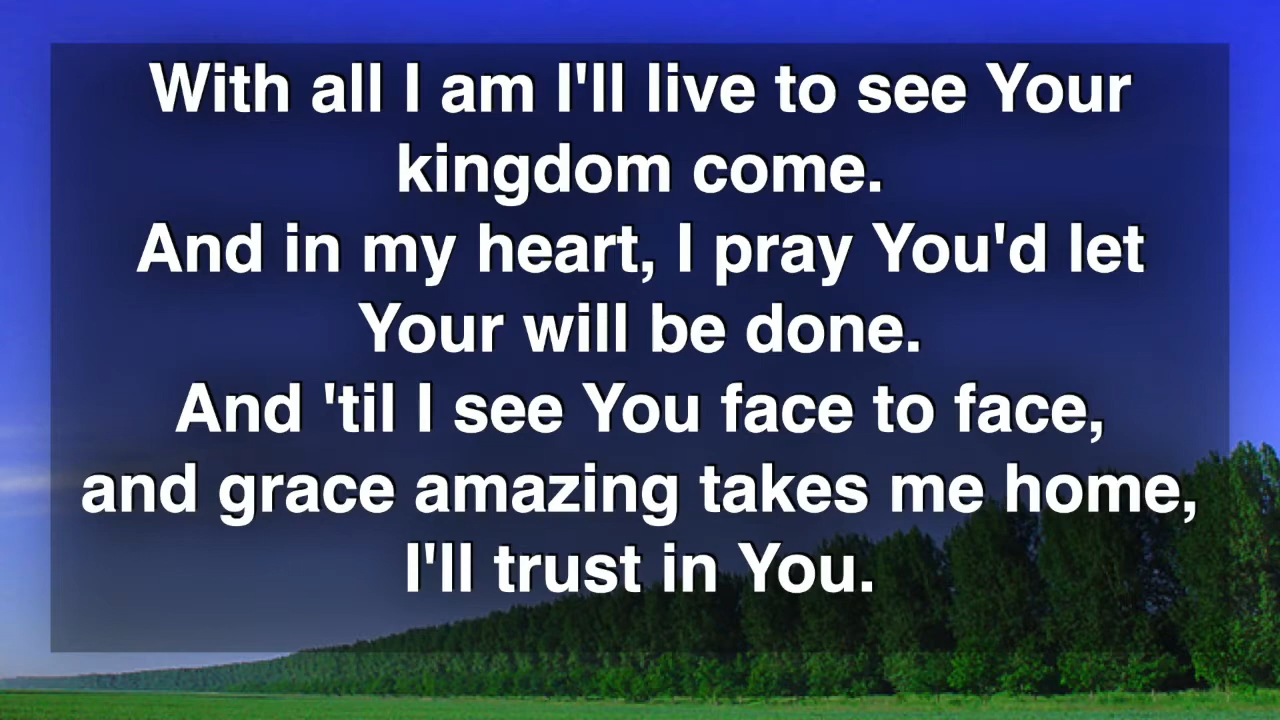 With all I am I'll live to see Your
kingdom come.
And in my heart, I pray You'd let
Your will be done.
And 'til I see You face to face,
and grace amazing takes me home,
I'll trust in You.